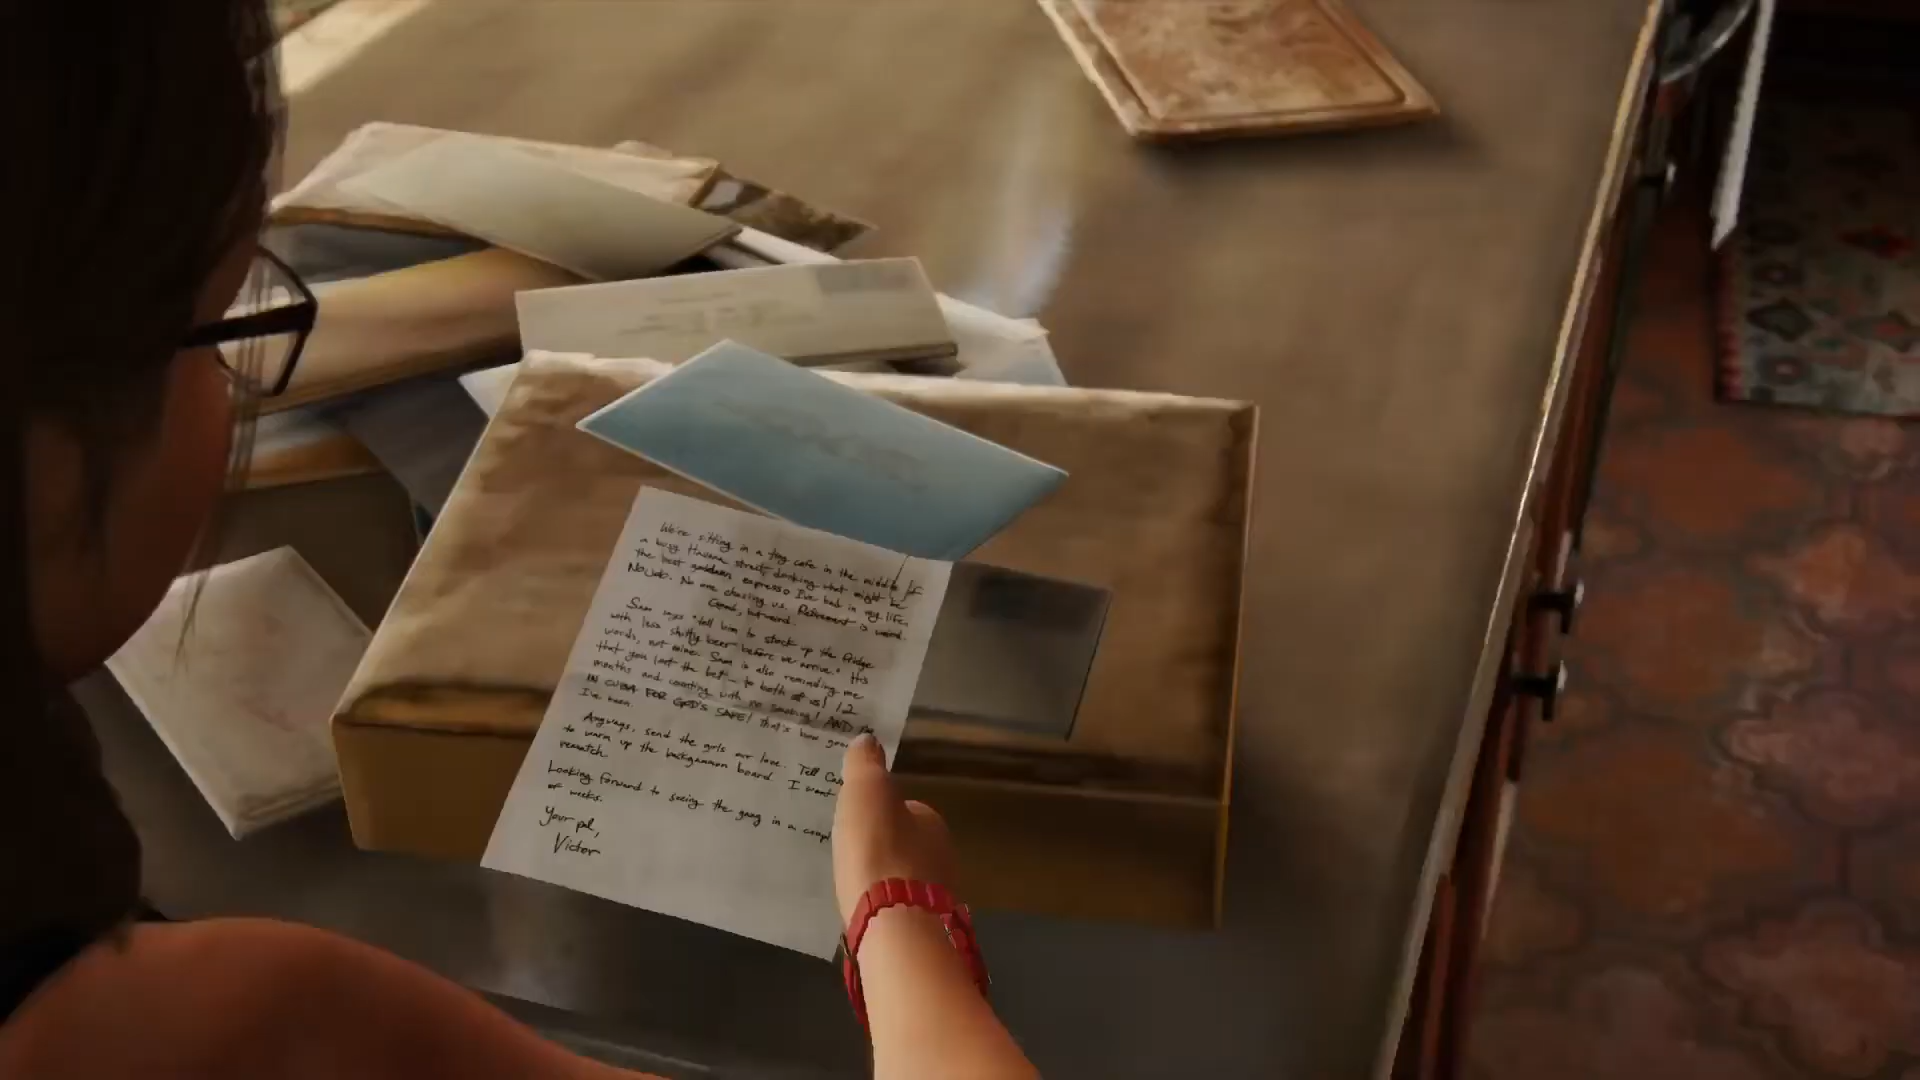 We're sitting in a tiny cafe in the middle of
a busy Havana street, drinking what might be
the best goddamn espresso I've had in my life.
No job. No one chasing us. Retirement is weird.
Good, but weird.
Sam says "tell him to stock up the fridge
with less shitty beer before we arrive." His
words, not mine. Sam is also reminding me
that you lost the bet - to both of us! 12
months and counting with no smoking! AND
IN CUBA FOR GOD'S SAKE! that's how
I've been.
Anyways, send the girls our love. Tell
to warm up the backgammon board. I want
rematch.
Looking forward to seeing the gang in a
of weeks.
Your pal,
Victor